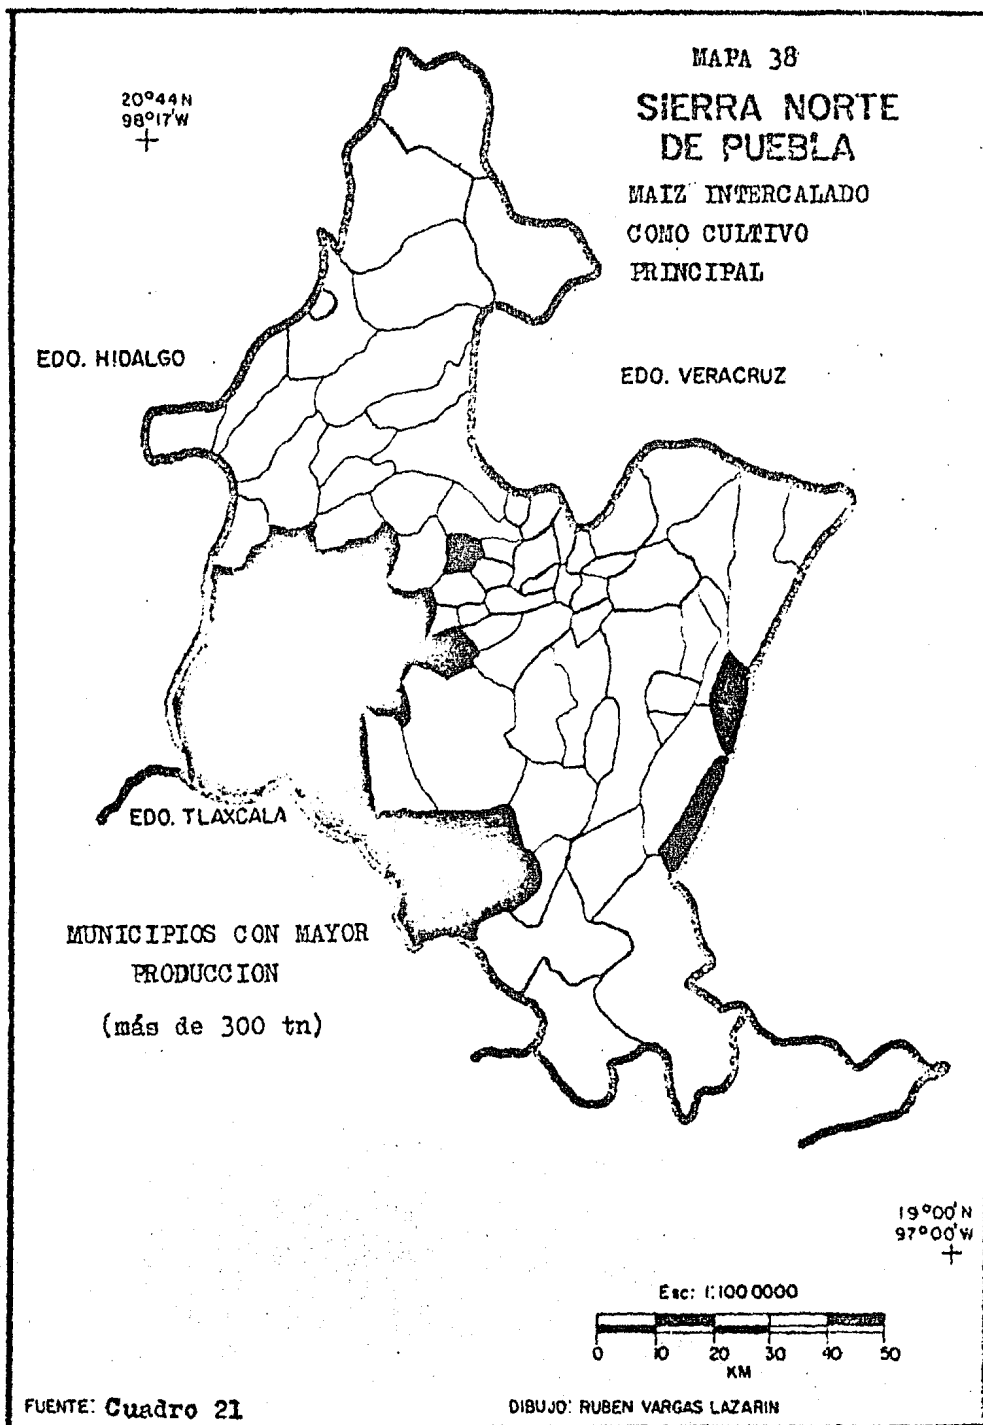 MAPA 38
20°44'N
98°17'W
SIERRA NORTE
DE PUEBLA
MAIZ INTERCALADO
COMO CULTIVO
PRINCIPAL
EDO. HIDALGO
EDO. VERACRUZ
EDO. TLAXCALA
MUNICIPIOS CON MAYOR
PRODUCCION
(más de 300 tn)
19°00'N
97°00'W
Esc: 1:100 0000
0 10 20 30 40 50
KM
FUENTE: Cuadro 21
DIBUJO: RUBEN VARGAS LAZARIN